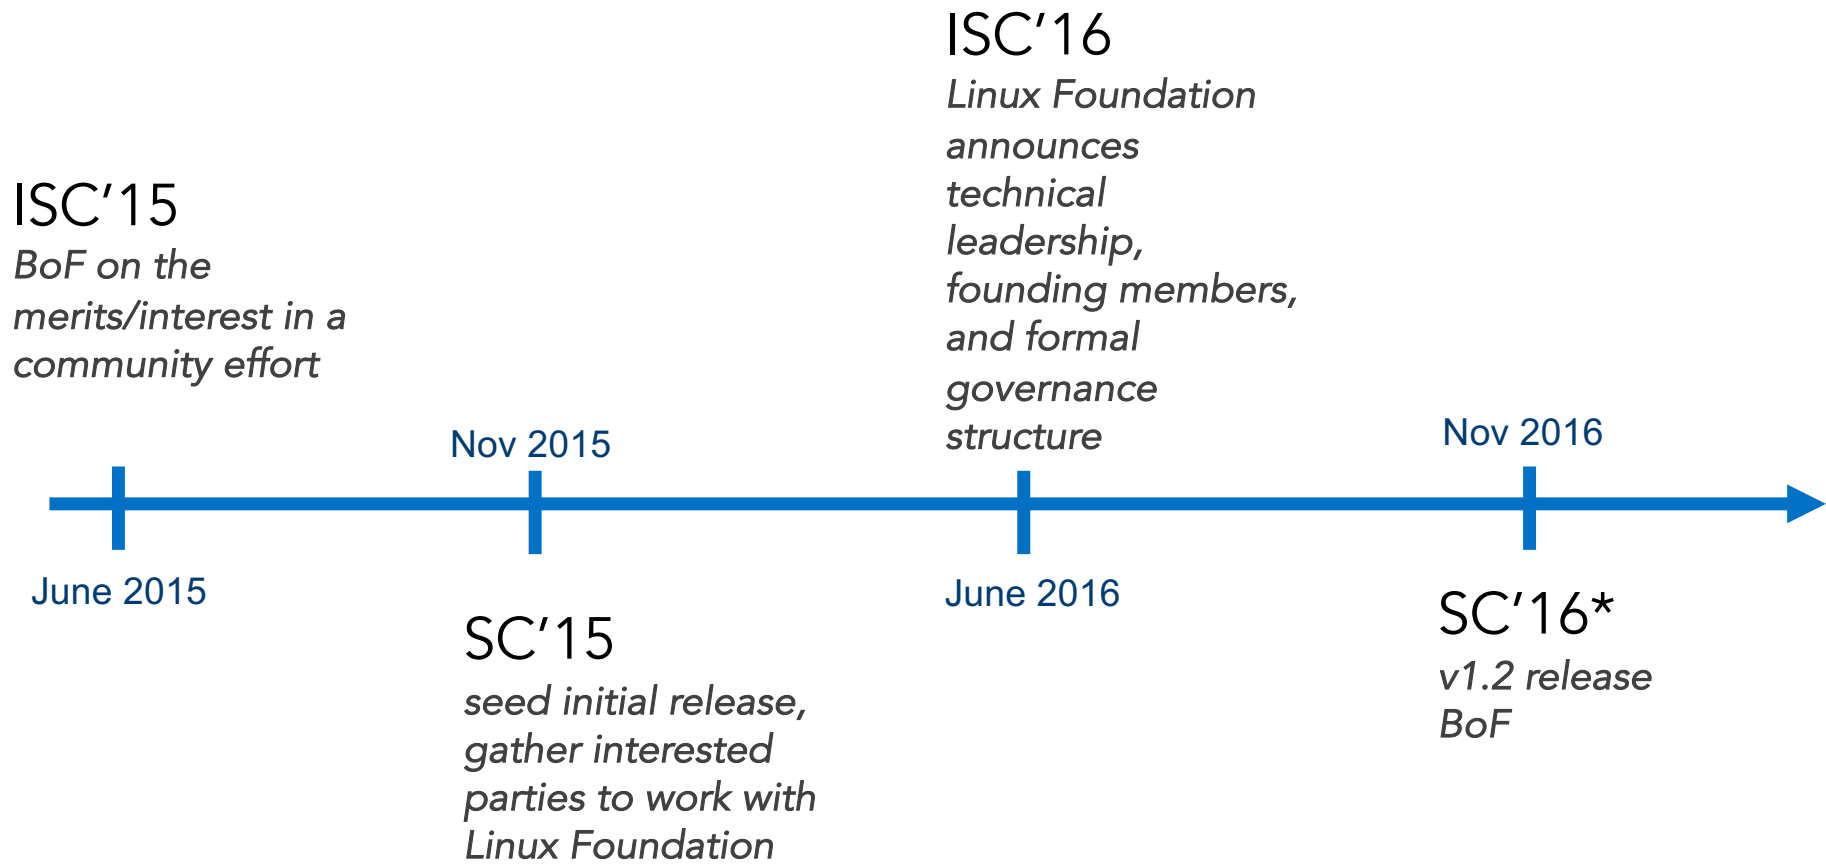 ISC’15
BoF on the
merits/interest in a
community effort
June 2015
Nov 2015
SC’15
seed initial release,
gather interested
parties to work with
Linux Foundation
ISC’16
Linux Foundation
announces
technical
leadership,
founding members,
and formal
governance
structure
June 2016
Nov 2016
SC’16*
v1.2 release
BoF